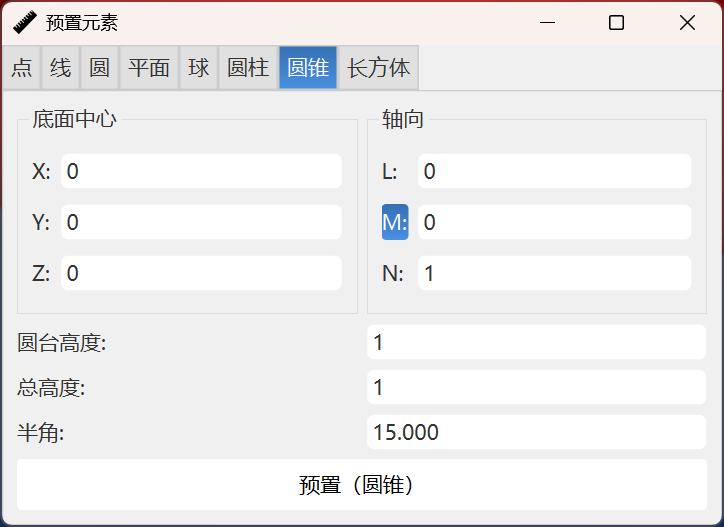 预置元素
点 线 圆 平面 球 圆柱 圆锥 长方体
底面中心
X: 0
Y: 0
Z: 0
轴向
L: 0
M: 0
N: 1
圆台高度: 1
总高度: 1
半角: 15.000
预置（圆锥）